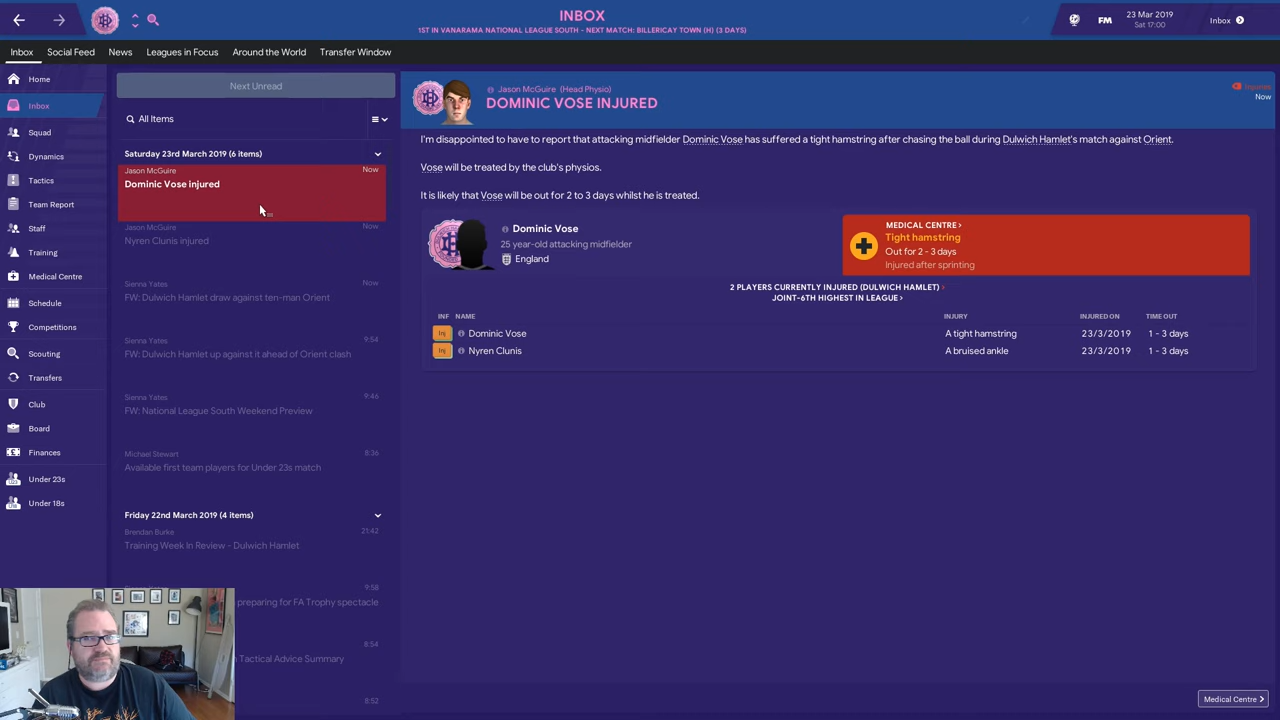 INBOX
1ST IN VANARAMA NATIONAL LEAGUE SOUTH - NEXT MATCH: BILLERICAY TOWN (H) (3 DAYS)
FM
23 Mar 2019
Sat 17:00
Inbox
Inbox
Social Feed
News
Leagues in Focus
Around the World
Transfer Window
Home
Inbox
Squad
Dynamics
Tactics
Team Report
Staff
Training
Medical Centre
Schedule
Competitions
Scouting
Transfers
Club
Board
Finances
Under 23s
Under 18s
Next Unread
All Items
Saturday 23rd March 2019 (6 items)
Jason McGuire
Now
Dominic Vose injured
Jason McGuire
Now
Nyren Clunis injured
Sienna Yates
Now
FW: Dulwich Hamlet draw against ten-man Orient
Sienna Yates
9:54
FW: Dulwich Hamlet up against it ahead of Orient clash
Sienna Yates
9:46
FW: National League South Weekend Preview
Michael Stewart
8:36
Available first team players for Under 23s match
Friday 22nd March 2019 (4 items)
Brendan Burke
21:42
Training Week In Review - Dulwich Hamlet
9:58
preparing for FA Trophy spectacle
8:54
Tactical Advice Summary
8:52
Jason McGuire (Head Physio)
DOMINIC VOSE INJURED
Injuries
Now
I'm disappointed to have to report that attacking midfielder Dominic Vose has suffered a tight hamstring after chasing the ball during Dulwich Hamlet's match against Orient.
Vose will be treated by the club's physios.
It is likely that Vose will be out for 2 to 3 days whilst he is treated.
Dominic Vose
25 year-old attacking midfielder
England
MEDICAL CENTRE >
Tight hamstring
Out for 2 - 3 days
Injured after sprinting
2 PLAYERS CURRENTLY INJURED (DULWICH HAMLET) >
JOINT-6TH HIGHEST IN LEAGUE >
INF NAME INJURY INJURED ON TIME OUT
Inj Dominic Vose A tight hamstring 23/3/2019 1 - 3 days
Inj Nyren Clunis A bruised ankle 23/3/2019 1 - 3 days
Medical Centre >